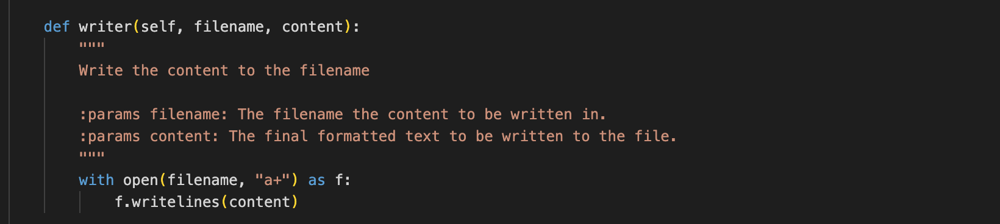 def writer(self, filename, content):
"""
Write the content to the filename
:params filename: The filename the content to be written in.
:params content: The final formatted text to be written to the file.
"""
with open(filename, "a+") as f:
f.writelines(content)